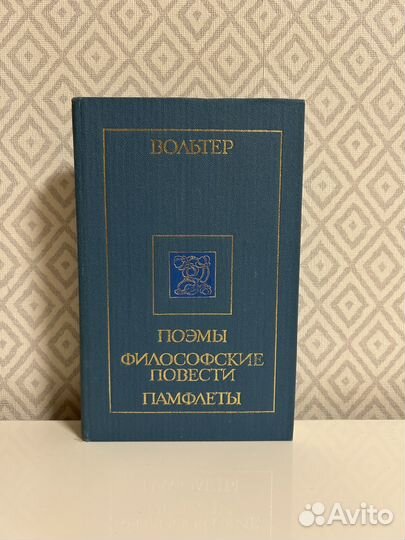 ВОЛЬТЕР
ПОЭМЫ
ФИЛОСОФСКИЕ
ПОВЕСТИ
ПАМФЛЕТЫ
Avito